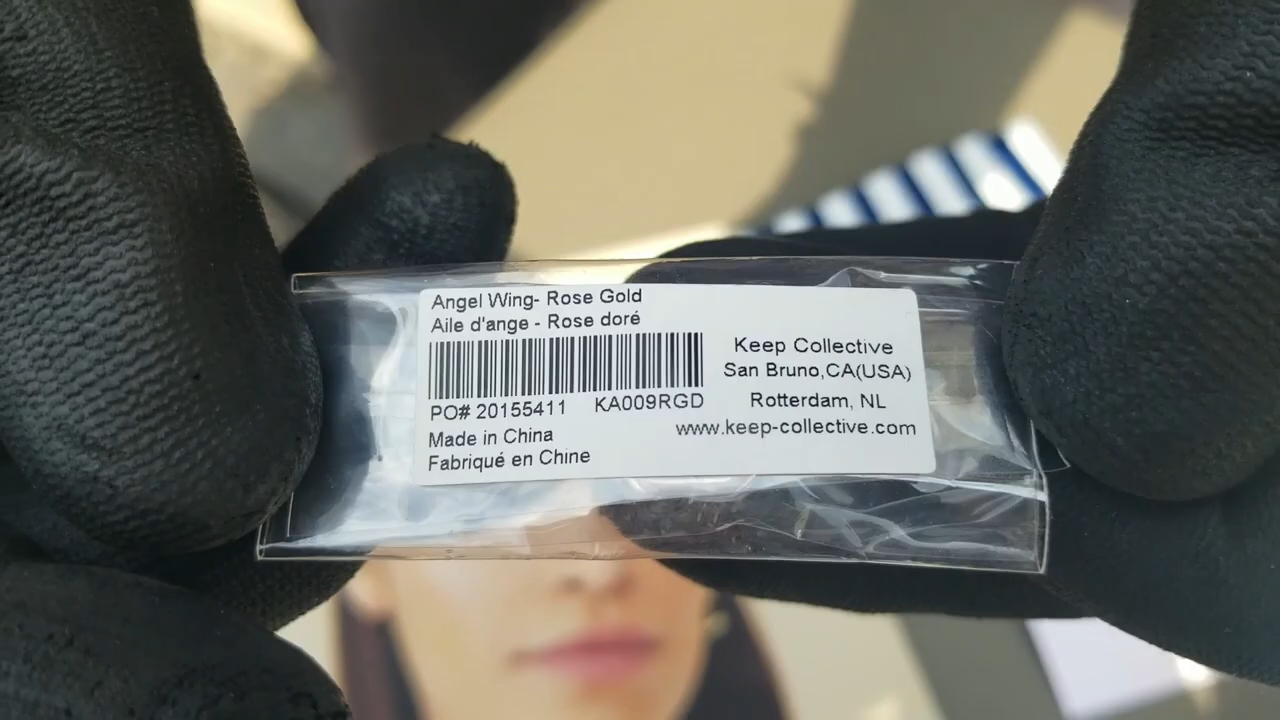 Angel Wing- Rose Gold
Aile d'ange - Rose doré
PO# 20155411 KA009RGD
Made in China
Fabriqué en Chine
Keep Collective
San Bruno,CA(USA)
Rotterdam, NL
www.keep-collective.com